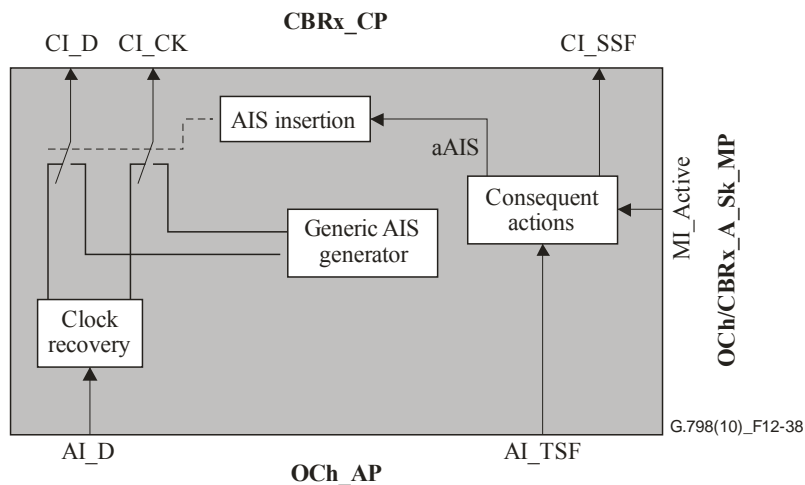 CBRx_CP
CI_D
CI_CK
CI_SSF
AIS insertion
aAIS
Consequent
actions
MI_Active
OCh/CBRx_A_Sk_MP
Generic AIS
generator
Clock
recovery
G.798(10)_F12-38
AI_D
AI_TSF
OCh_AP